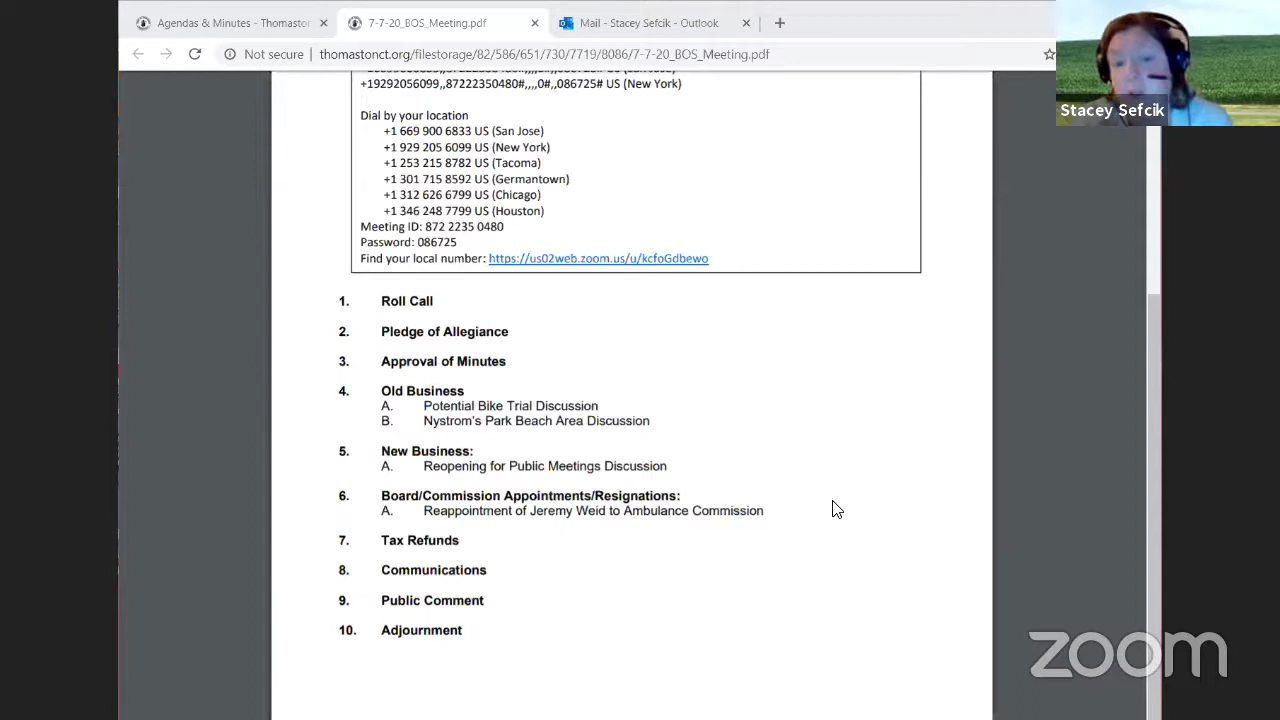 Agendas & Minutes - Thomaston
7-7-20_BOS_Meeting.pdf
Mail - Stacey Sefcik - Outlook
Not secure
thomastonct.org/filestorage/82/586/651/730/7719/8086/7-7-20_BOS_Meeting.pdf
Stacey Sefcik
+19292056099,,87222350480#,,,,0#,,086725# US (New York)
Dial by your location
+1 669 900 6833 US (San Jose)
+1 929 205 6099 US (New York)
+1 253 215 8782 US (Tacoma)
+1 301 715 8592 US (Germantown)
+1 312 626 6799 US (Chicago)
+1 346 248 7799 US (Houston)
Meeting ID: 872 2235 0480
Password: 086725
Find your local number: https://us02web.zoom.us/u/kcfoGdbewo
1. Roll Call
2. Pledge of Allegiance
3. Approval of Minutes
4. Old Business
A. Potential Bike Trial Discussion
B. Nystrom's Park Beach Area Discussion
5. New Business:
A. Reopening for Public Meetings Discussion
6. Board/Commission Appointments/Resignations:
A. Reappointment of Jeremy Weid to Ambulance Commission
7. Tax Refunds
8. Communications
9. Public Comment
10. Adjournment
zoom